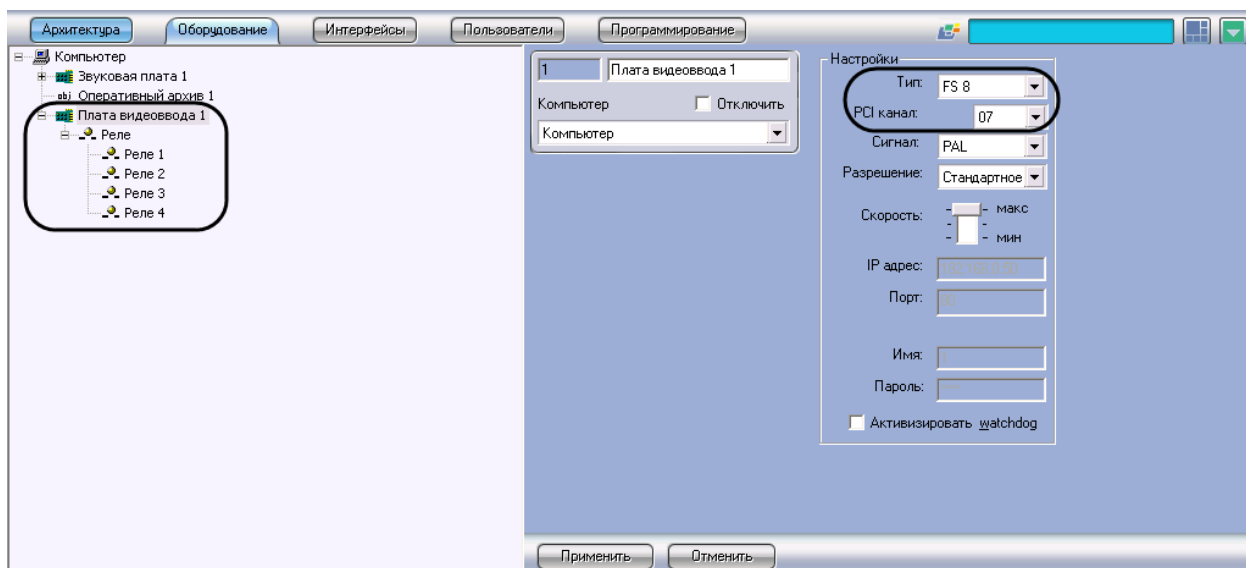 Архитектура Оборудование Интерфейсы Пользователи Программирование
Компьютер
Звуковая плата 1
obj Оперативный архив 1
Плата видеоввода 1
Реле
Реле 1
Реле 2
Реле 3
Реле 4
1 Плата видеоввода 1
Компьютер Отключить
Компьютер
Настройки
Тип: FS 8
PCI канал: 07
Сигнал: PAL
Разрешение: Стандартное
Скорость: макс
мин
IP адрес:
Порт:
Имя:
Пароль:
Активизировать watchdog
Применить Отменить